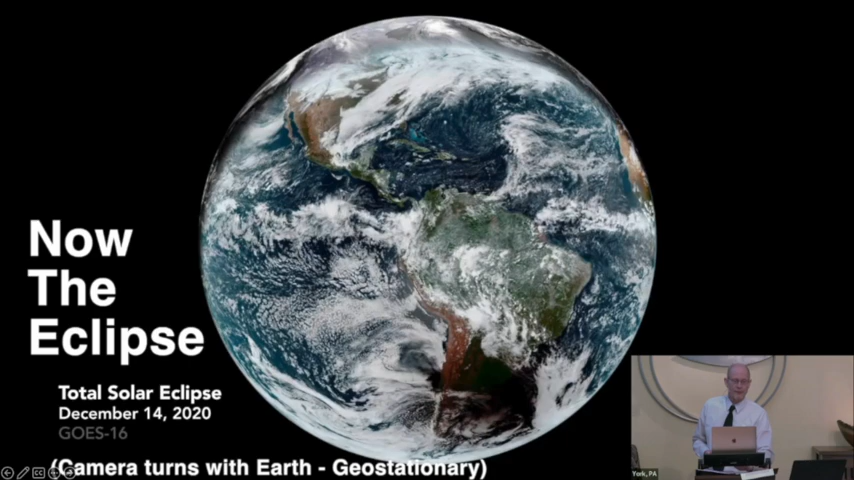 Now
The
Eclipse
Total Solar Eclipse
December 14, 2020
GOES-16
(Camera turns with Earth - Geostationary)
York, PA